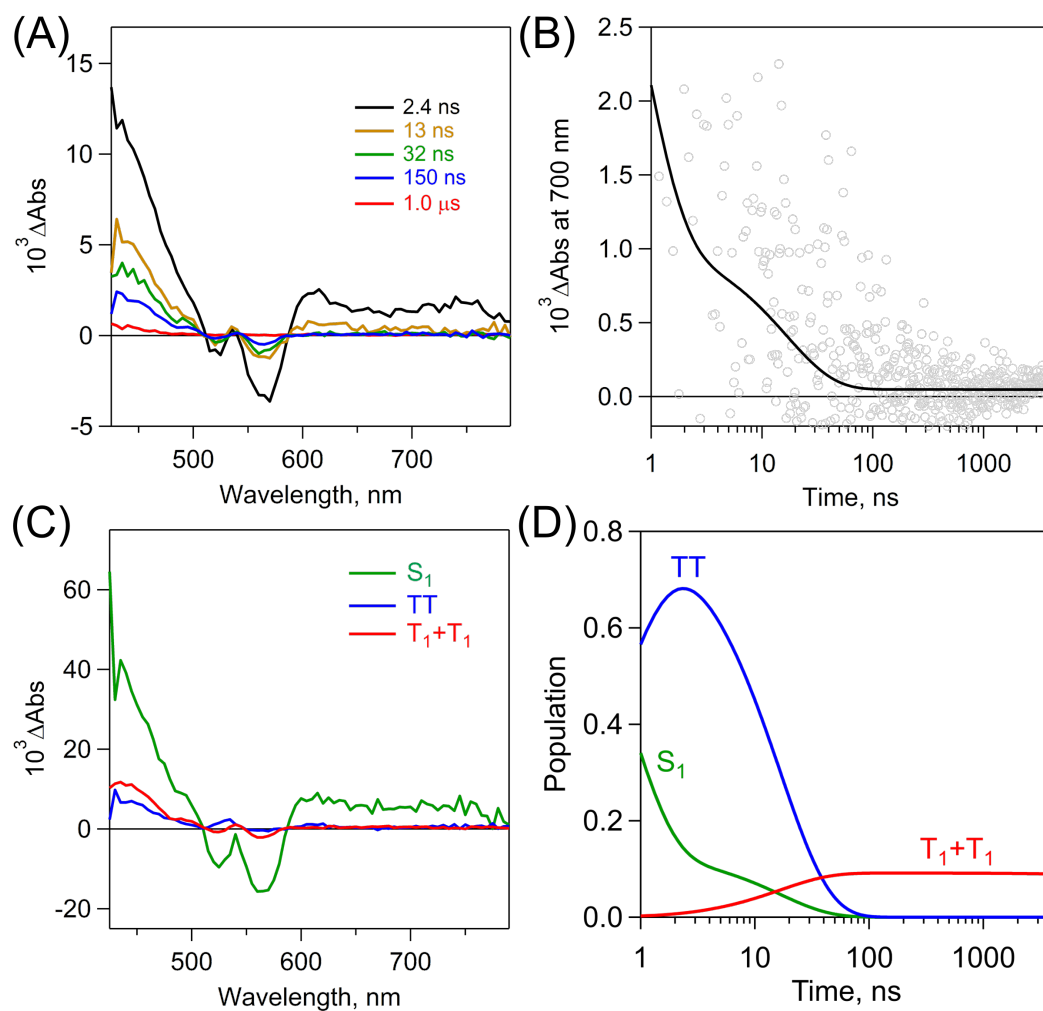 (A)
15
10
5
0
-5
10³ΔAbs
2.4 ns
13 ns
32 ns
150 ns
1.0 μs
500
600
700
Wavelength, nm
(B)
2.5
2.0
1.5
1.0
0.5
0.0
10³ΔAbs at 700 nm
1
10
100
1000
Time, ns
(C)
60
40
20
0
-20
10³ΔAbs
S₁
TT
T₁+T₁
500
600
700
Wavelength, nm
(D)
0.8
0.6
0.4
0.2
0.0
Population
TT
S₁
T₁+T₁
1
10
100
1000
Time, ns